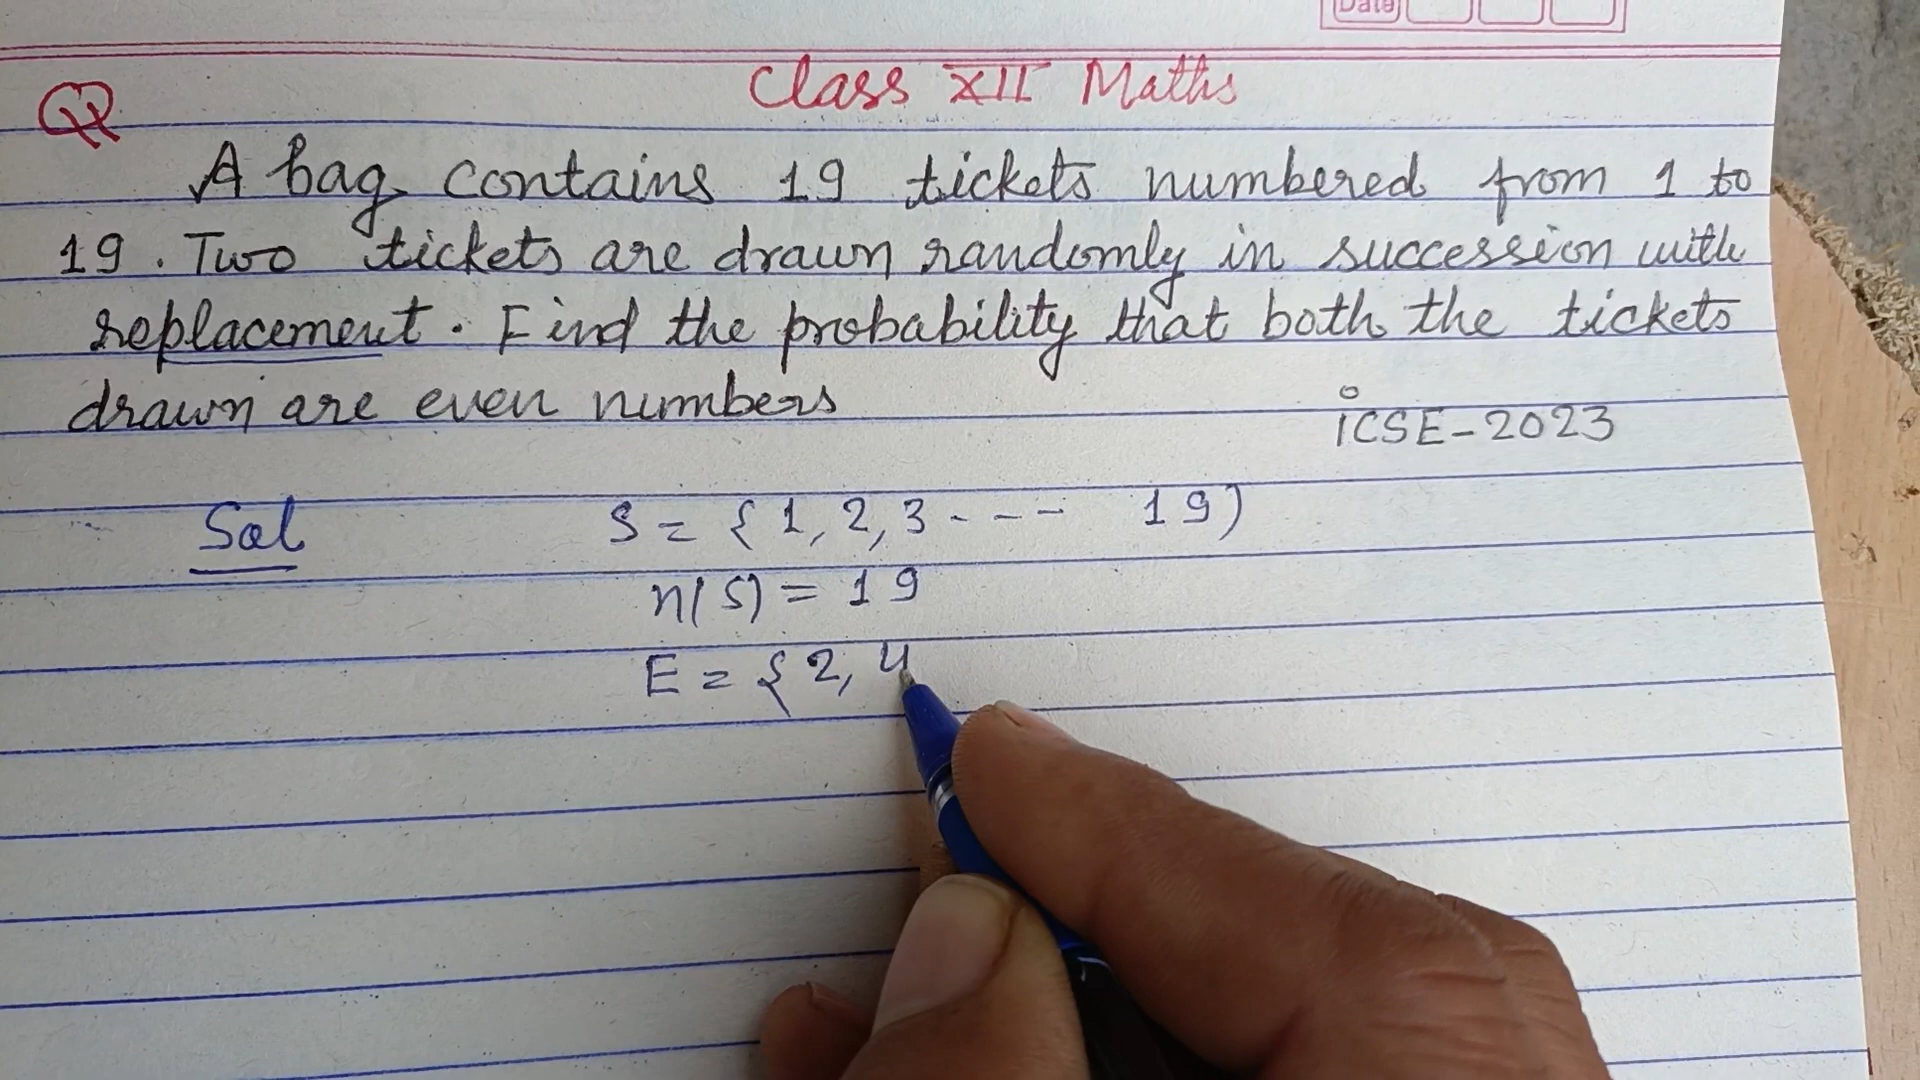 Date
Class XII Maths
Q
A bag contains 19 tickets numbered from 1 to
19. Two tickets are drawn randomly in succession with
replacement. Find the probability that both the tickets
drawn are even numbers
ICSE-2023
Sol
S = {1, 2, 3 - - - 19)
n(S) = 19
E = {2, 4